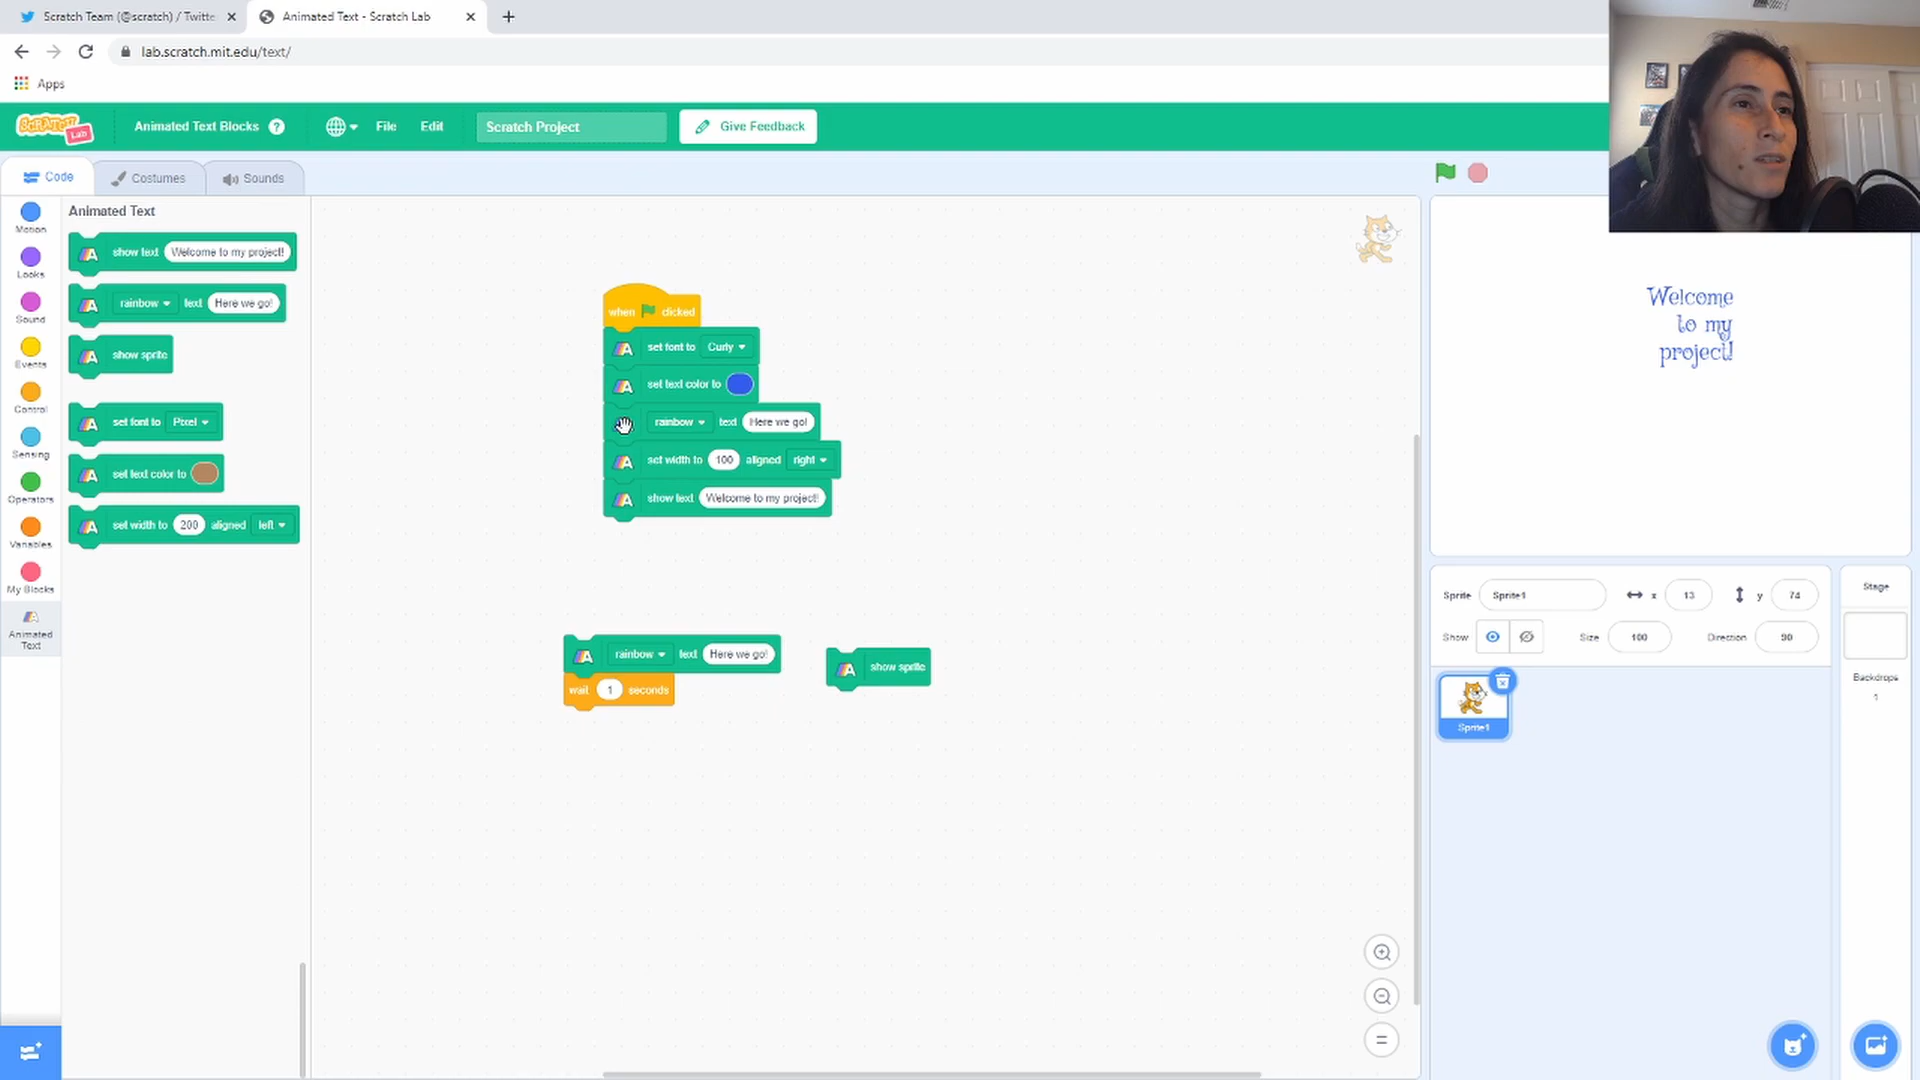 Scratch Team (@scratch) / Twitte
Animated Text - Scratch Lab
lab.scratch.mit.edu/text/
Apps
SCRATCH Lab
Animated Text Blocks ?
File
Edit
Scratch Project
Give Feedback
Code
Costumes
Sounds
Motion
Looks
Sound
Events
Control
Sensing
Operators
Variables
My Blocks
Animated
Text
Animated Text
show text Welcome to my project!
rainbow text Here we go!
show sprite
set font to Pixel
set text color to
set width to 200 aligned left
when clicked
set font to Curly
set text color to
rainbow text Here we go!
set width to 100 aligned right
show text Welcome to my project!
rainbow text Here we go!
wait 1 seconds
show sprite
Welcome
to my
project!
Sprite Sprite1 x 13 y 74
Show Size 100 Direction 90
Sprite1
Stage
Backdrops
1